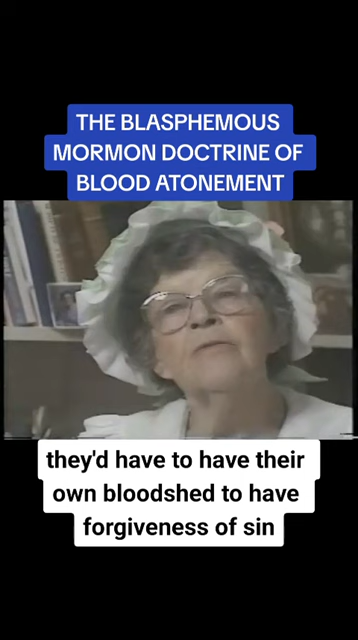 THE BLASPHEMOUS
MORMON DOCTRINE OF
BLOOD ATONEMENT
they'd have to have their
own bloodshed to have
forgiveness of sin